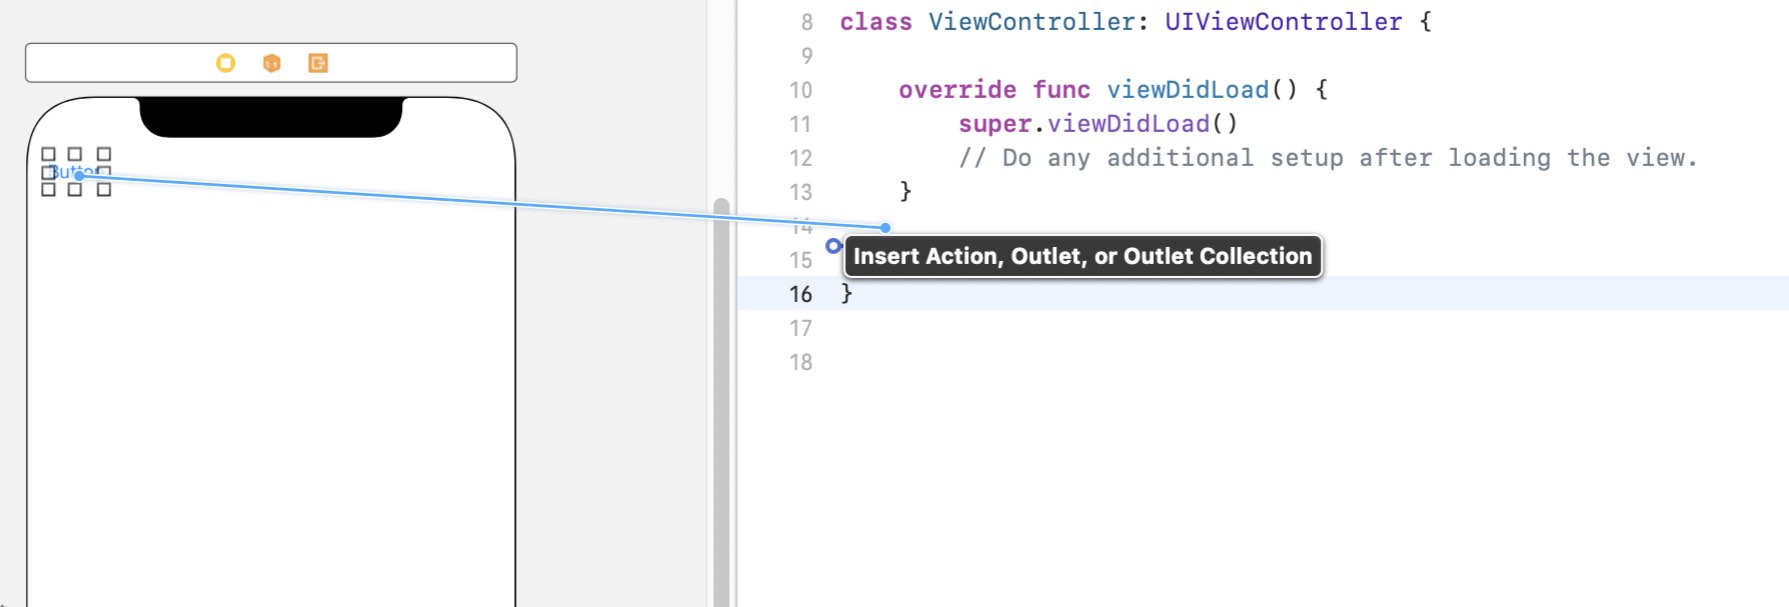 8 class ViewController: UIViewController {
9
10 override func viewDidLoad() {
11 super.viewDidLoad()
12 // Do any additional setup after loading the view.
13 }
Button
14
15 Insert Action, Outlet, or Outlet Collection
16 }
17
18